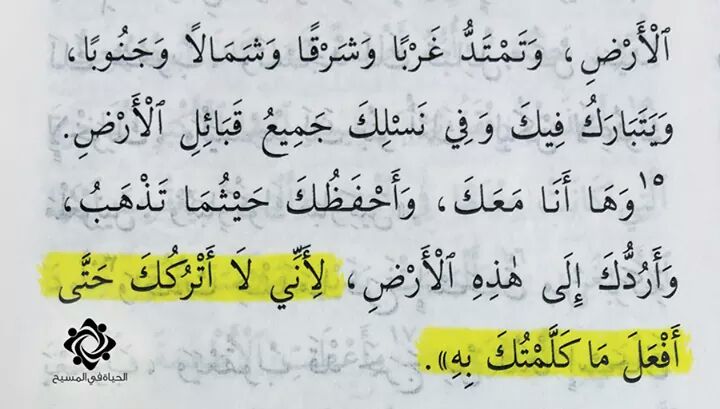 ٱلْأَرْضِ، وَتَمْتَدُّ غَرْبًا وَشَرْقًا وَشَمَالًا وَجَنُوبًا،
وَيَتَبَارَكُ فِيكَ وَفِي نَسْلِكَ جَمِيعُ قَبَائِلِ ٱلْأَرْضِ.
١٥ وَهَا أَنَا مَعَكَ، وَأَحْفَظُكَ حَيْثُمَا تَذْهَبُ،
وَأَرُدُّكَ إِلَى هٰذِهِ ٱلْأَرْضِ، لِأَنِّي لَا أَتْرُكُكَ حَتَّى
أَفْعَلَ مَا كَلَّمْتُكَ بِهِ».
الحياة في المسيح